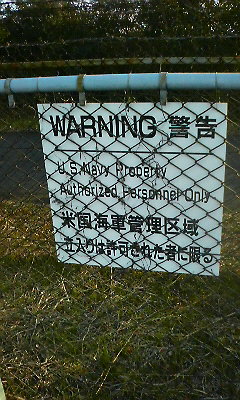 WARNING 警告
U.S.Navy Property
Authorized Personnel Only
米国海軍管理区域
立入りは許可された者に限る